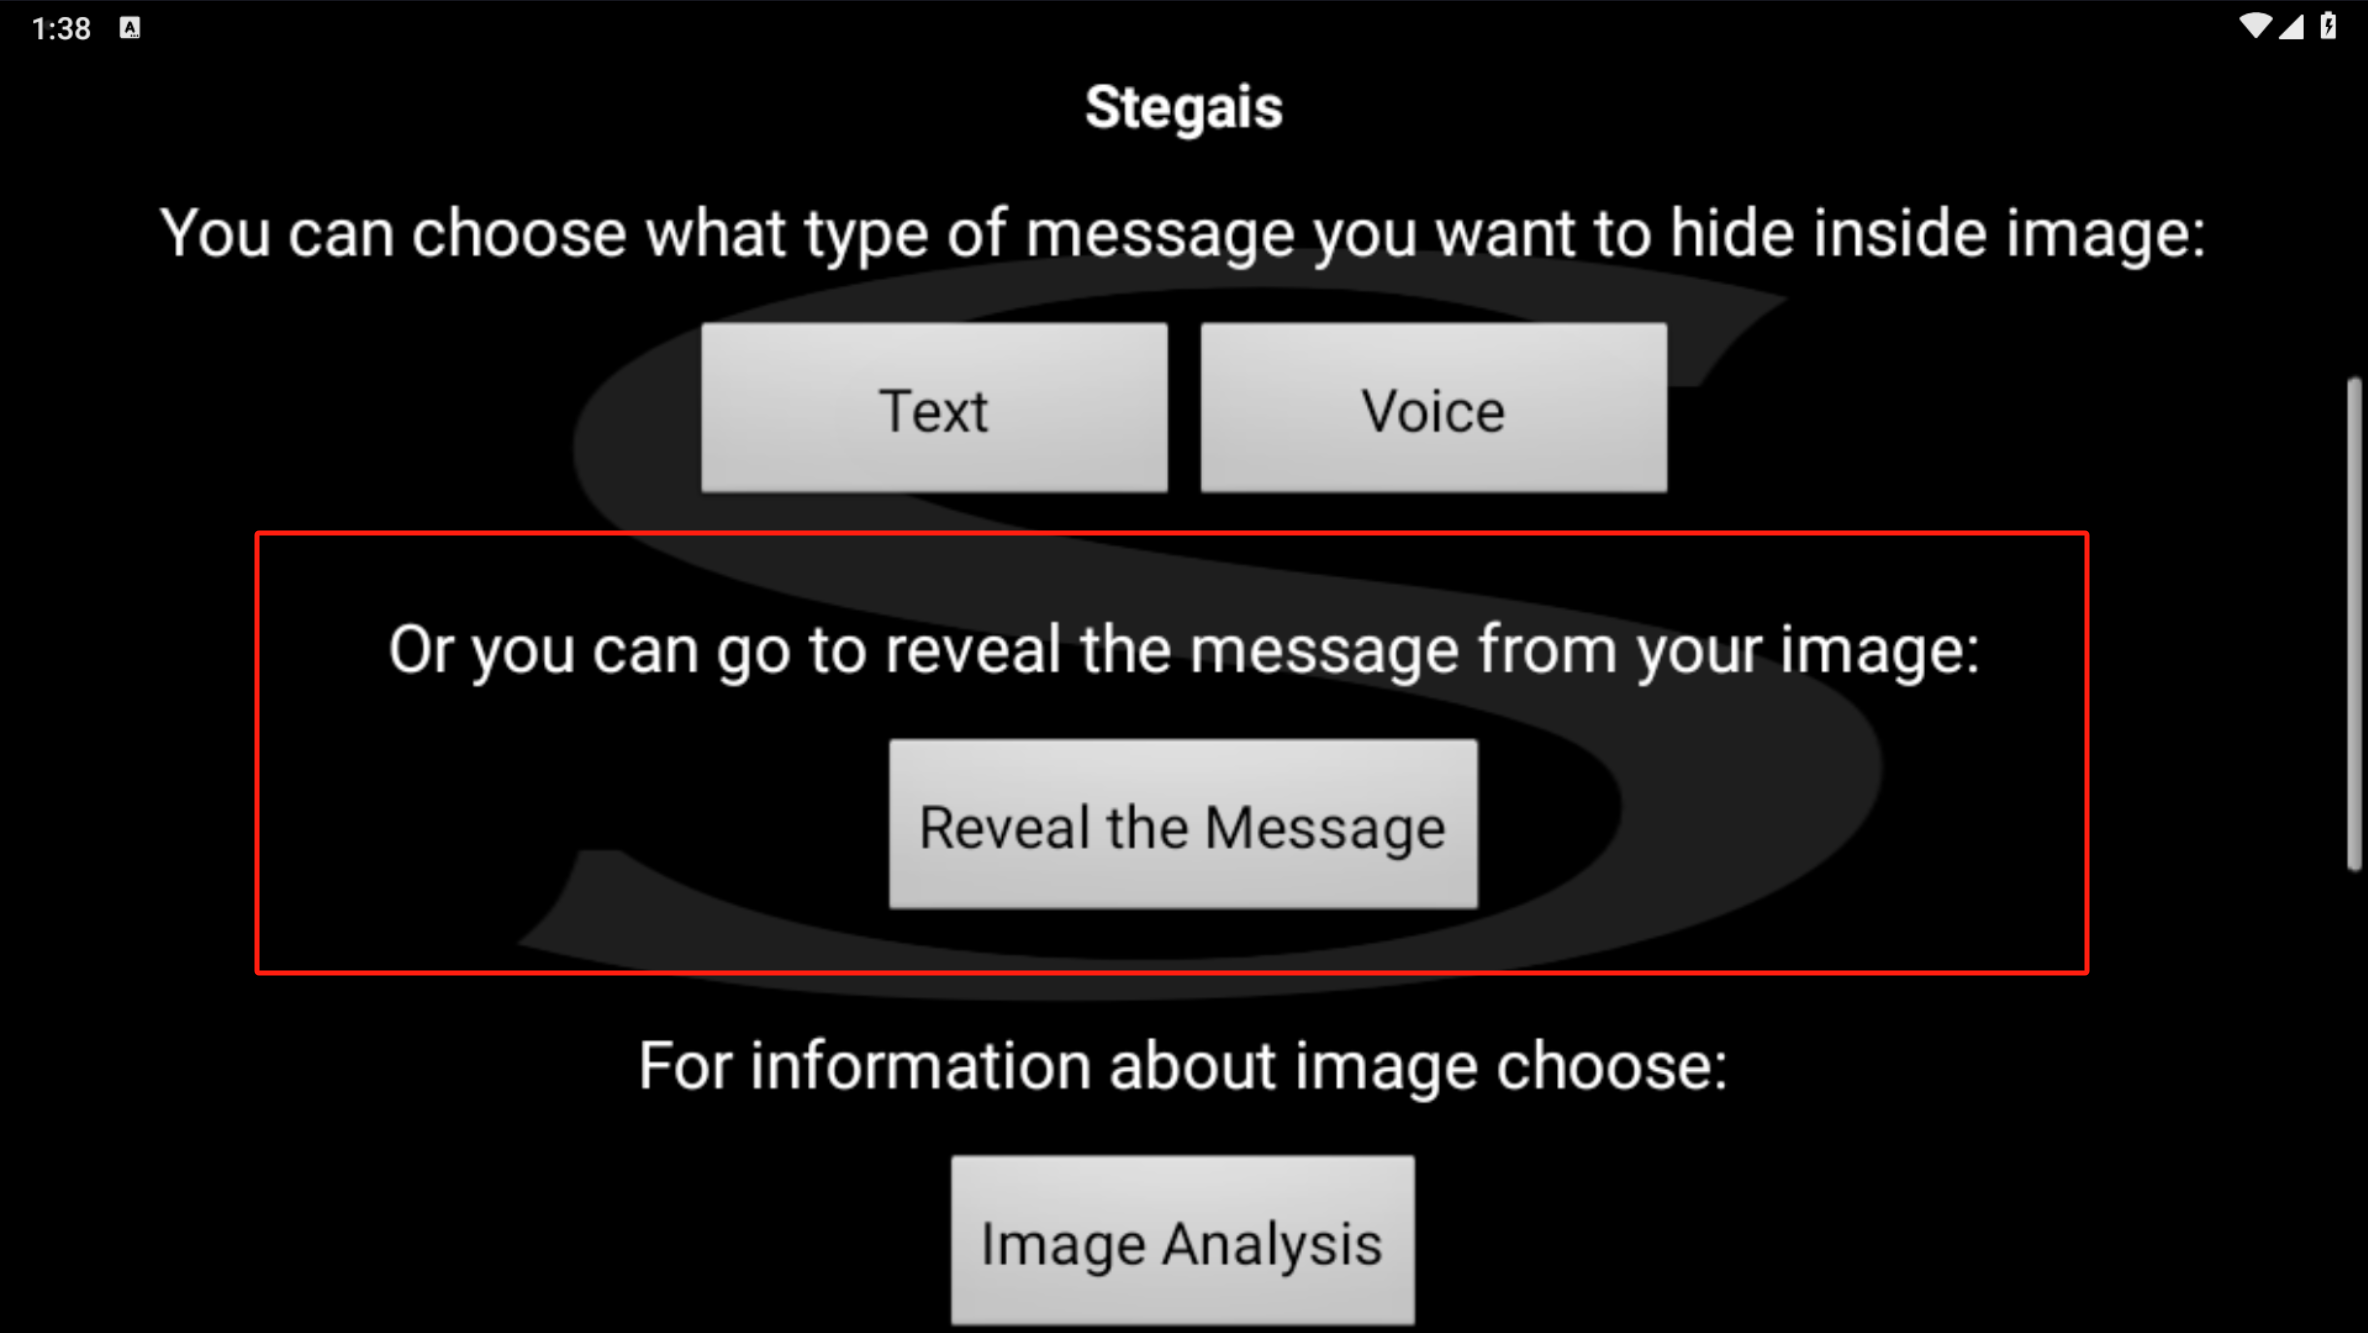 1:38
Stegais
You can choose what type of message you want to hide inside image:
Text Voice
Or you can go to reveal the message from your image:
Reveal the Message
For information about image choose:
Image Analysis